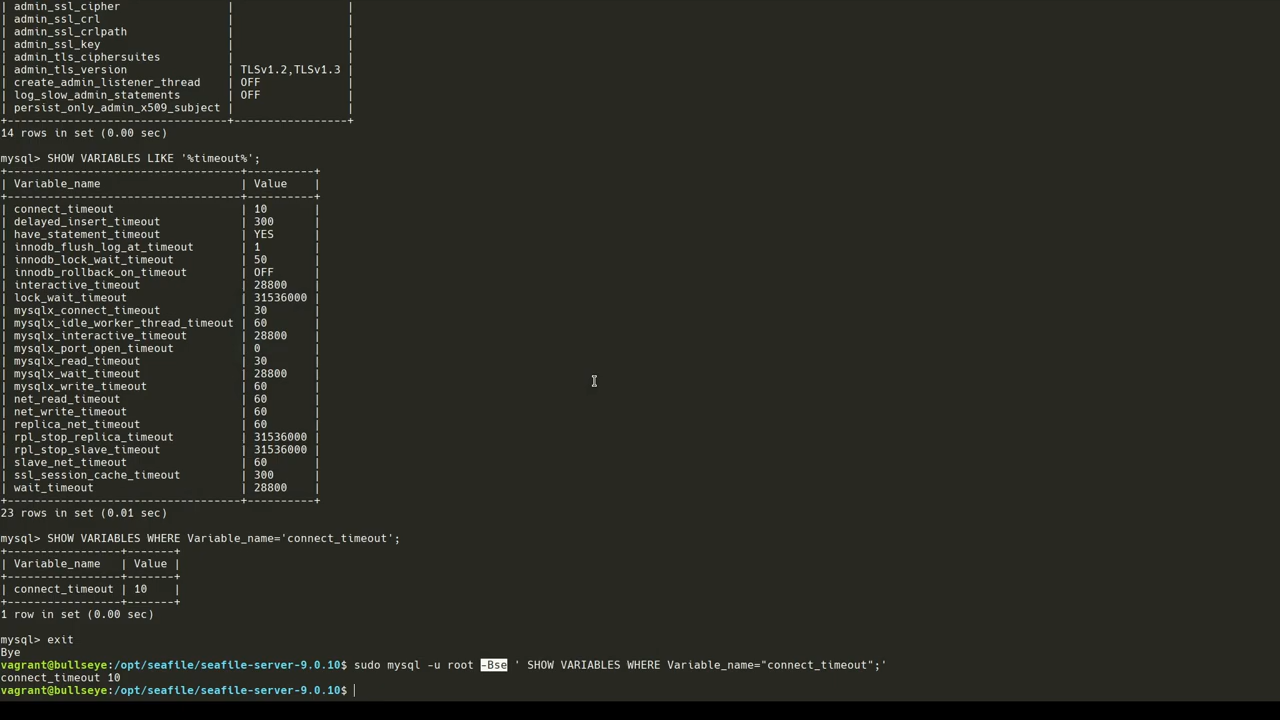 | admin_ssl_cipher                |                 |
| admin_ssl_crl                   |                 |
| admin_ssl_crlpath               |                 |
| admin_ssl_key                   |                 |
| admin_tls_ciphersuites          |                 |
| admin_tls_version               | TLSv1.2,TLSv1.3 |
| create_admin_listener_thread    | OFF             |
| log_slow_admin_statements       | OFF             |
| persist_only_admin_x509_subject |                 |
+---------------------------------+-----------------+
14 rows in set (0.00 sec)
mysql> SHOW VARIABLES LIKE '%timeout%';
+-----------------------------------+----------+
| Variable_name                     | Value    |
+-----------------------------------+----------+
| connect_timeout                   | 10       |
| delayed_insert_timeout            | 300      |
| have_statement_timeout            | YES      |
| innodb_flush_log_at_timeout       | 1        |
| innodb_lock_wait_timeout          | 50       |
| innodb_rollback_on_timeout        | OFF      |
| interactive_timeout               | 28800    |
| lock_wait_timeout                 | 31536000 |
| mysqlx_connect_timeout            | 30       |
| mysqlx_idle_worker_thread_timeout | 60       |
| mysqlx_interactive_timeout        | 28800    |
| mysqlx_port_open_timeout          | 0        |
| mysqlx_read_timeout               | 30       |
| mysqlx_wait_timeout               | 28800    |
| mysqlx_write_timeout              | 60       |
| net_read_timeout                  | 60       |
| net_write_timeout                 | 60       |
| replica_net_timeout               | 60       |
| rpl_stop_replica_timeout          | 31536000 |
| rpl_stop_slave_timeout            | 31536000 |
| slave_net_timeout                 | 60       |
| ssl_session_cache_timeout         | 300      |
| wait_timeout                      | 28800    |
+-----------------------------------+----------+
23 rows in set (0.01 sec)
mysql> SHOW VARIABLES WHERE Variable_name='connect_timeout';
+-----------------+-------+
| Variable_name   | Value |
+-----------------+-------+
| connect_timeout | 10    |
+-----------------+-------+
1 row in set (0.00 sec)
mysql> exit
Bye
vagrant@bullseye:/opt/seafile/seafile-server-9.0.10$ sudo mysql -u root -Bse ' SHOW VARIABLES WHERE Variable_name="connect_timeout";'
connect_timeout 10
vagrant@bullseye:/opt/seafile/seafile-server-9.0.10$